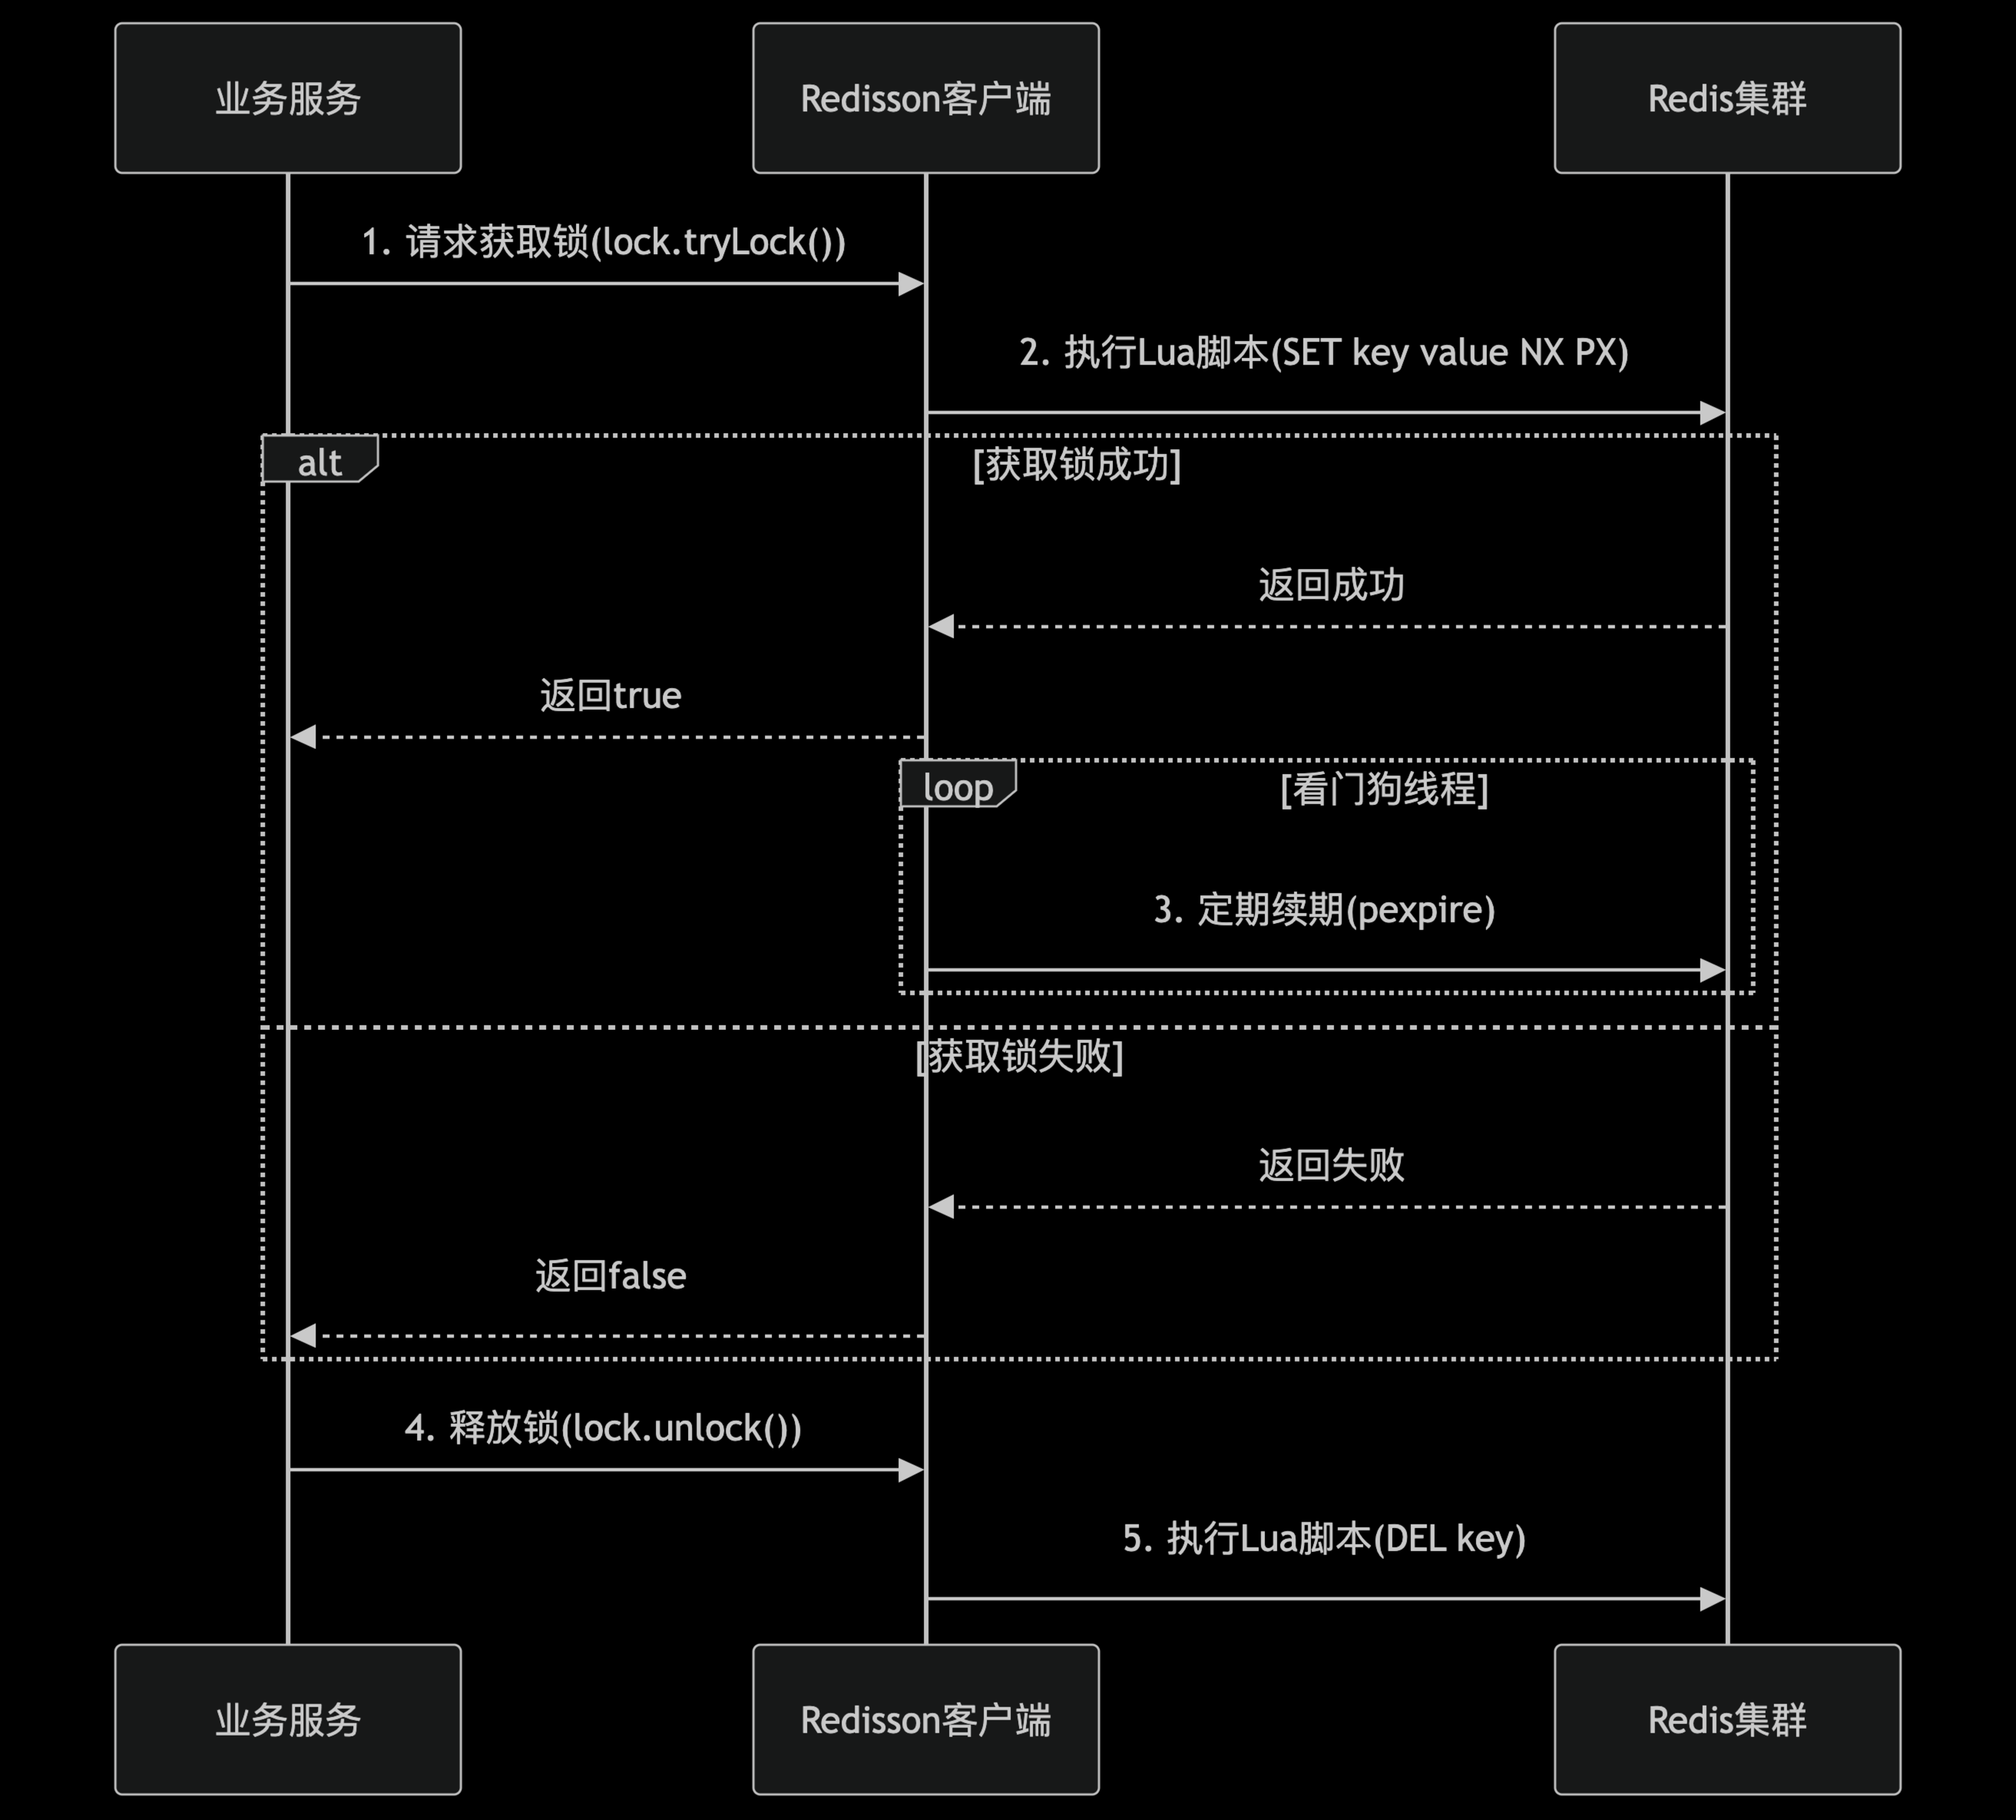 业务服务
Redisson客户端
Redis集群
1. 请求获取锁(lock.tryLock())
2. 执行Lua脚本(SET key value NX PX)
alt
[获取锁成功]
返回成功
返回true
loop
[看门狗线程]
3. 定期续期(pexpire)
[获取锁失败]
返回失败
返回false
4. 释放锁(lock.unlock())
5. 执行Lua脚本(DEL key)
业务服务
Redisson客户端
Redis集群